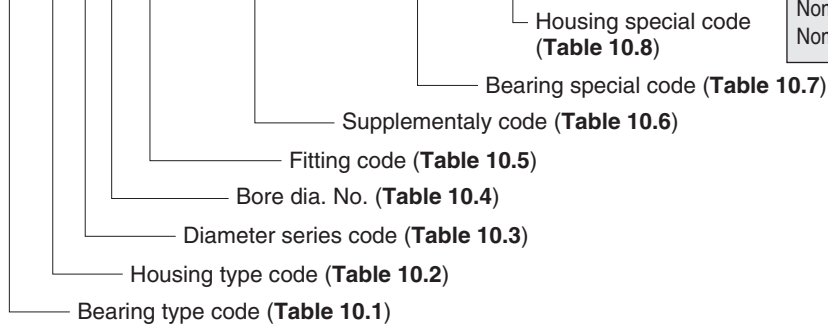 Housing special code
(Table 10.8)
Nor
Nor
Bearing special code (Table 10.7)
Supplementaly code (Table 10.6)
Fitting code (Table 10.5)
Bore dia. No. (Table 10.4)
Diameter series code (Table 10.3)
Housing type code (Table 10.2)
Bearing type code (Table 10.1)